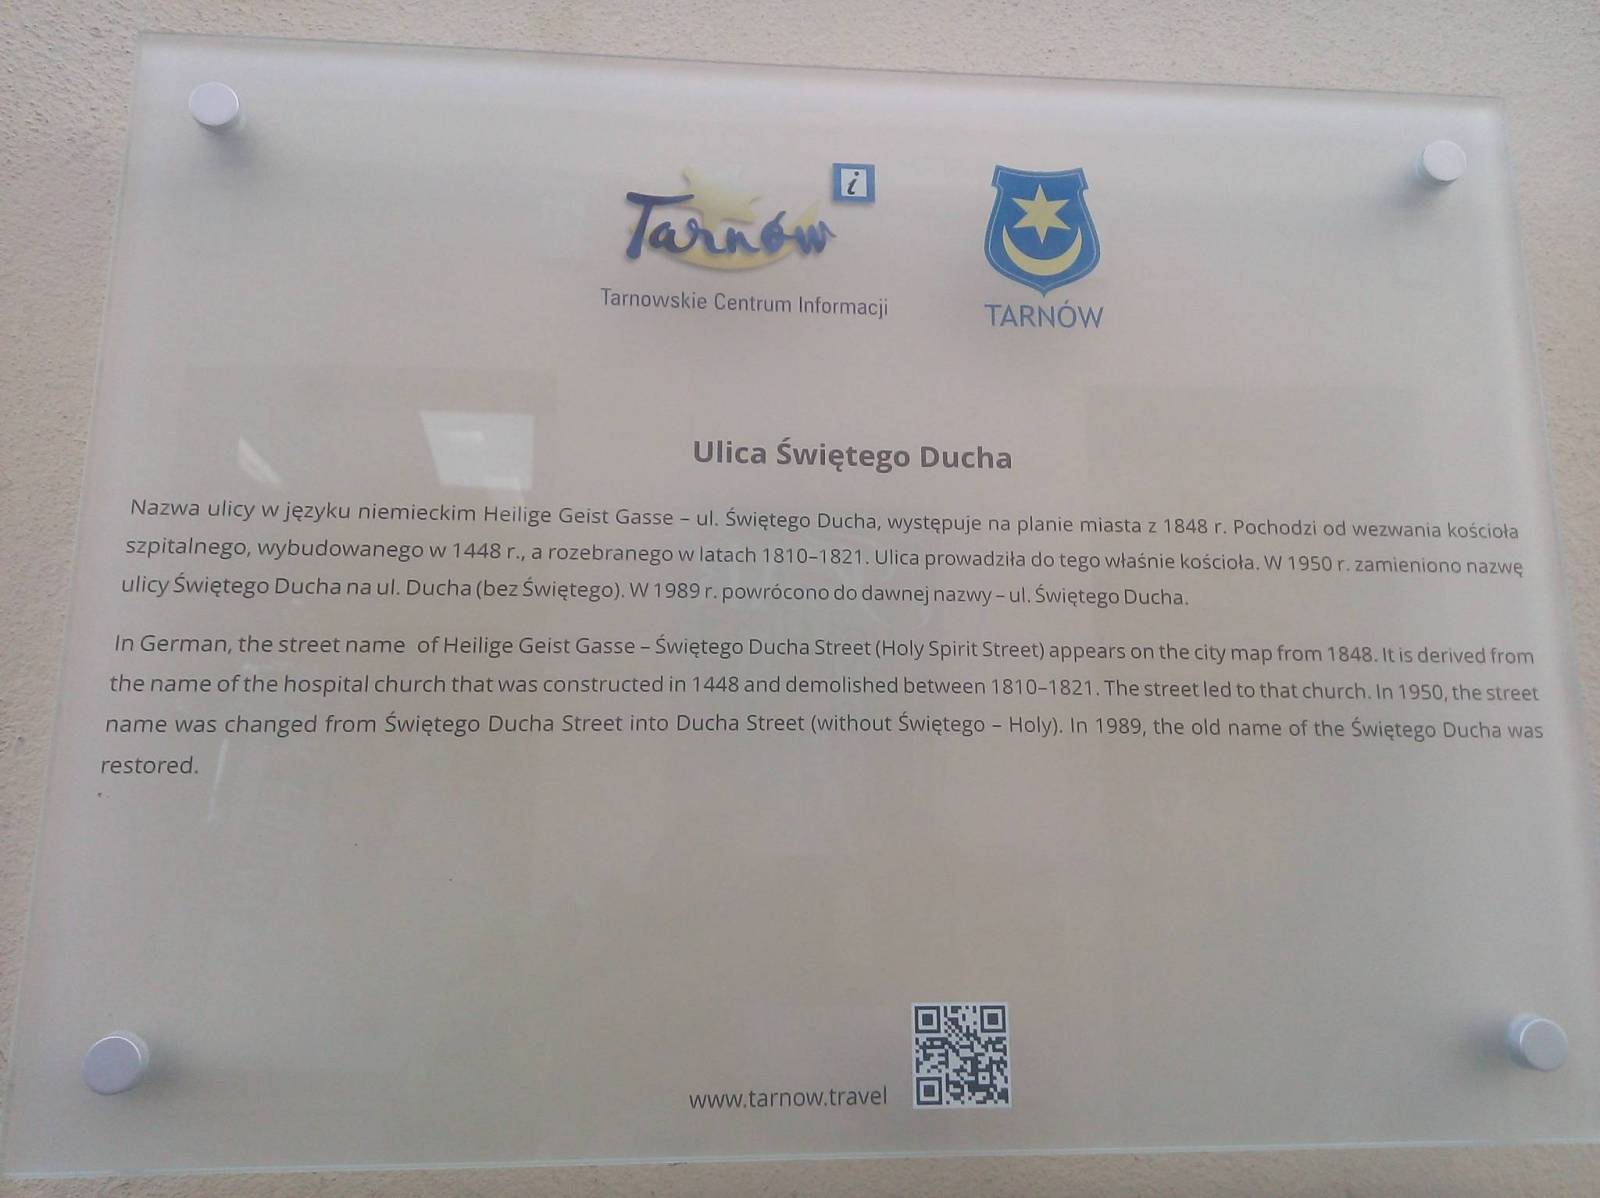 Tarnów i
Tarnowskie Centrum Informacji
TARNÓW
Ulica Świętego Ducha
Nazwa ulicy w języku niemieckim Heilige Geist Gasse – ul. Świętego Ducha, występuje na planie miasta z 1848 r. Pochodzi od wezwania kościoła
szpitalnego, wybudowanego w 1448 r., a rozebranego w latach 1810–1821. Ulica prowadziła do tego właśnie kościoła. W 1950 r. zamieniono nazwę
ulicy Świętego Ducha na ul. Ducha (bez Świętego). W 1989 r. powrócono do dawnej nazwy – ul. Świętego Ducha.
In German, the street name of Heilige Geist Gasse – Świętego Ducha Street (Holy Spirit Street) appears on the city map from 1848. It is derived from
the name of the hospital church that was constructed in 1448 and demolished between 1810–1821. The street led to that church. In 1950, the street
name was changed from Świętego Ducha Street into Ducha Street (without Świętego – Holy). In 1989, the old name of the Świętego Ducha was
restored.
www.tarnow.travel